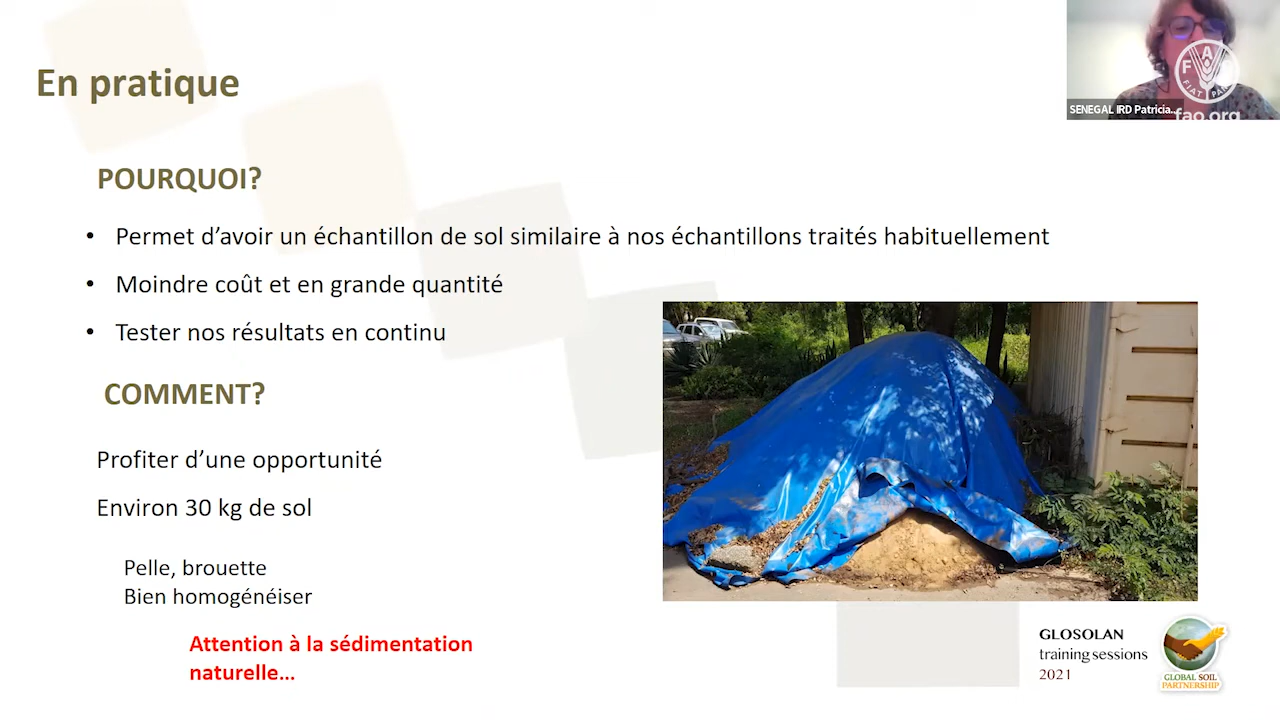 En pratique
SENEGAL IRD Patricia...
FIAT PANIS
fao.org
POURQUOI?
• Permet d'avoir un échantillon de sol similaire à nos échantillons traités habituellement
• Moindre coût et en grande quantité
• Tester nos résultats en continu
COMMENT?
Profiter d'une opportunité
Environ 30 kg de sol
Pelle, brouette
Bien homogénéiser
Attention à la sédimentation
naturelle...
GLOSOLAN
training sessions
2021
GLOBAL SOIL
PARTNERSHIP